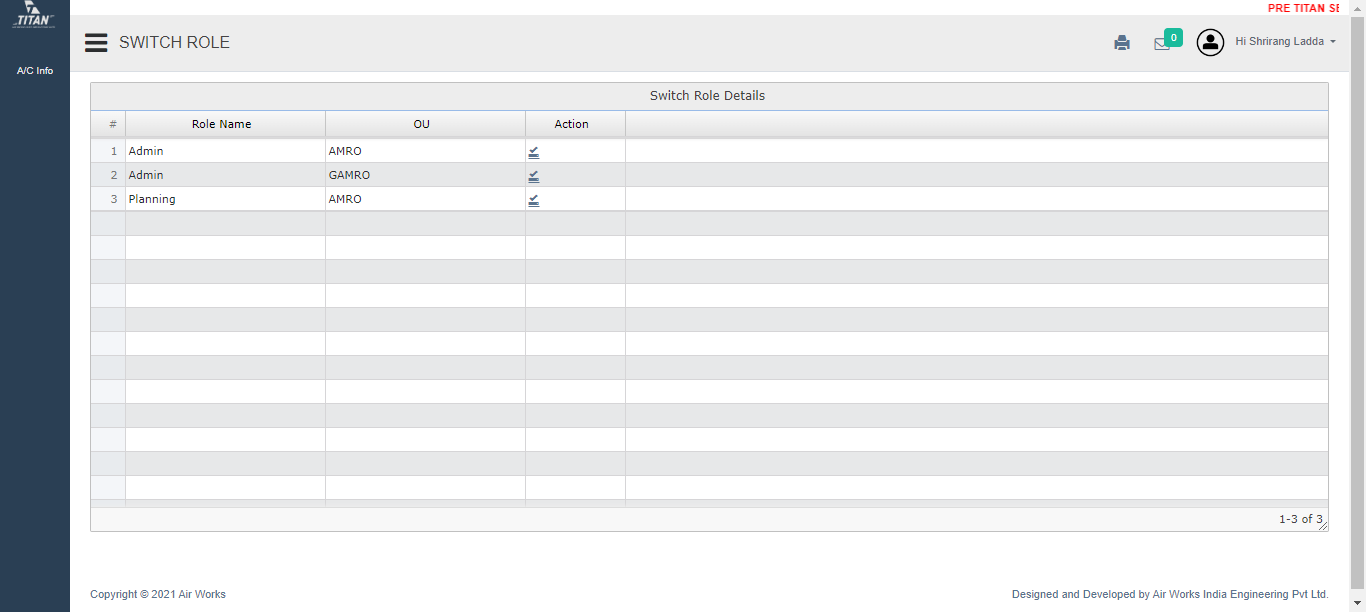 PRE TITAN SE
TITAN
SWITCH ROLE
0
Hi Shrirang Ladda
A/C Info
Switch Role Details
# Role Name OU Action
1 Admin AMRO
2 Admin GAMRO
3 Planning AMRO
1-3 of 3
Copyright © 2021 Air Works
Designed and Developed by Air Works India Engineering Pvt Ltd.